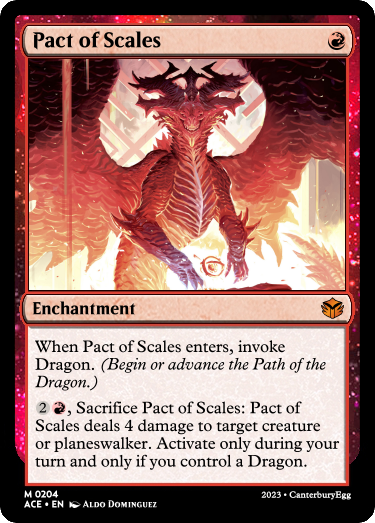 Pact of Scales
Enchantment
When Pact of Scales enters, invoke
Dragon. (Begin or advance the Path of the
Dragon.)
2 , Sacrifice Pact of Scales: Pact of
Scales deals 4 damage to target creature
or planeswalker. Activate only during your
turn and only if you control a Dragon.
M 0204
ACE • EN Aldo Dominguez
2023 • CanterburyEgg